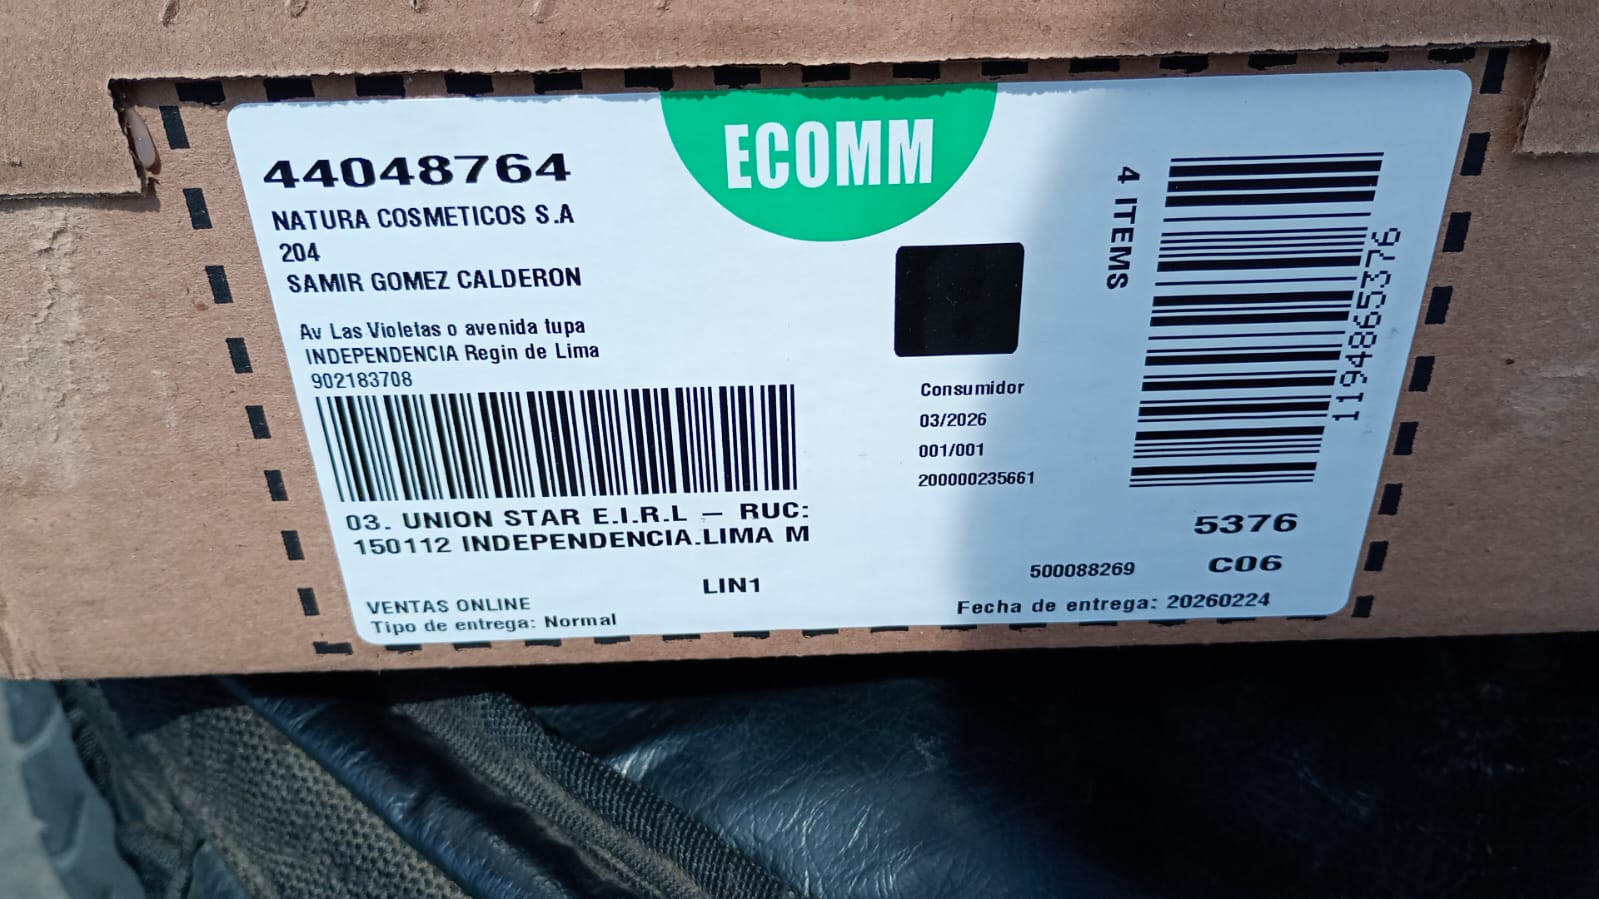 ECOMM
44048764
NATURA COSMETICOS S.A
204
SAMIR GOMEZ CALDERON
Av Las Violetas o avenida tupa
INDEPENDENCIA Regin de Lima
902183708
03. UNION STAR E.I.R.L – RUC:
150112 INDEPENDENCIA.LIMA M
LIN1
VENTAS ONLINE
Tipo de entrega: Normal
Consumidor
03/2026
001/001
200000235661
4 ITEMS
1194865376
5376
500088269 C06
Fecha de entrega: 20260224